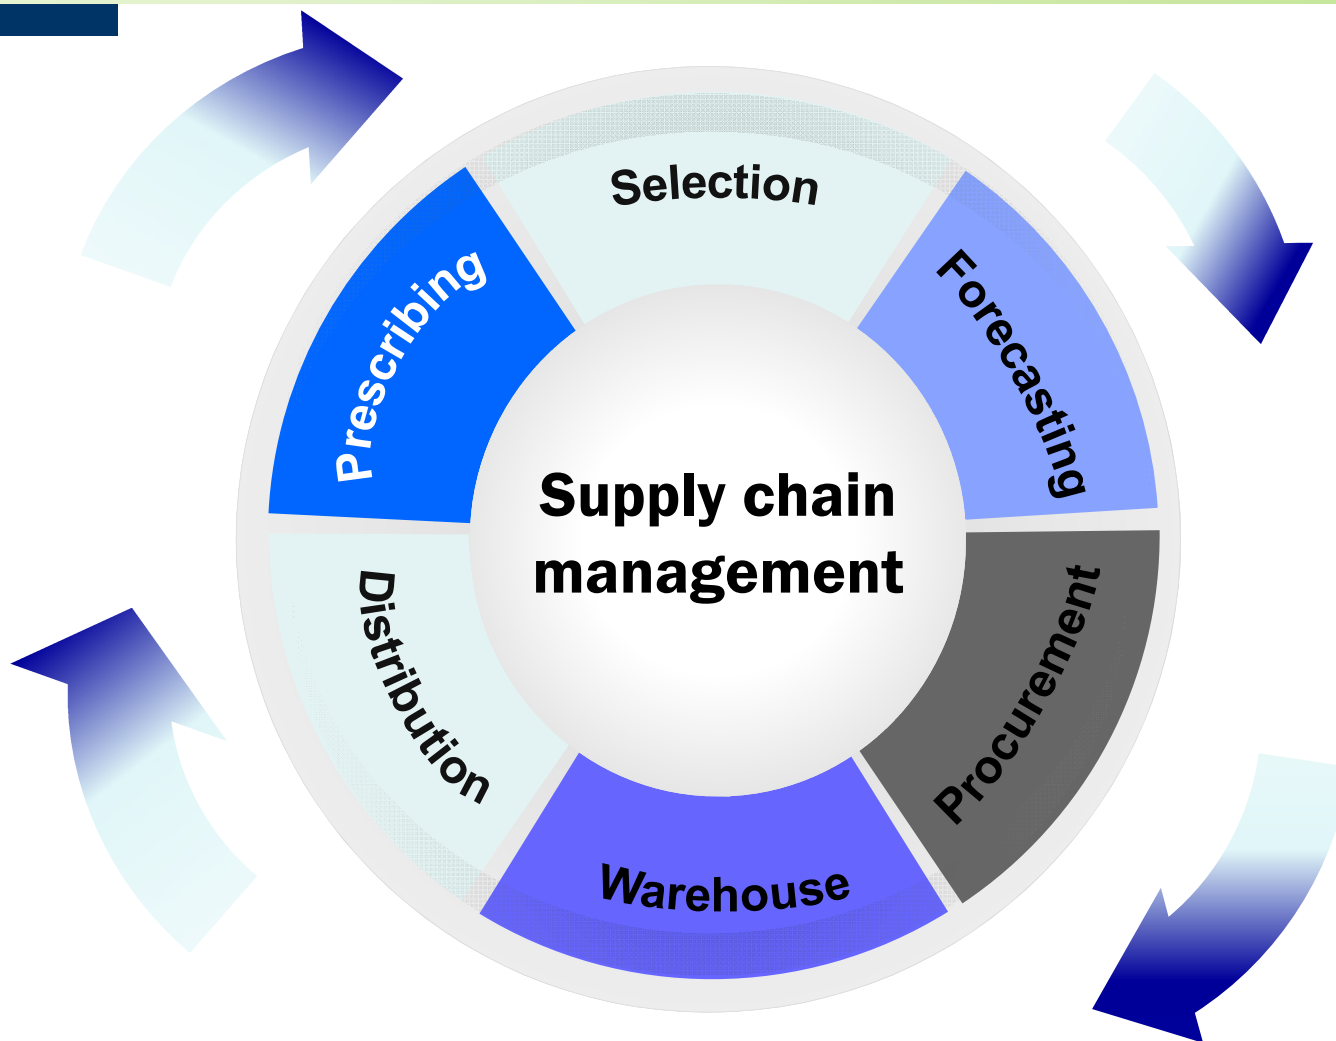 Selection
Forecasting
Procurement
Warehouse
Distribution
Prescribing
Supply chain
management